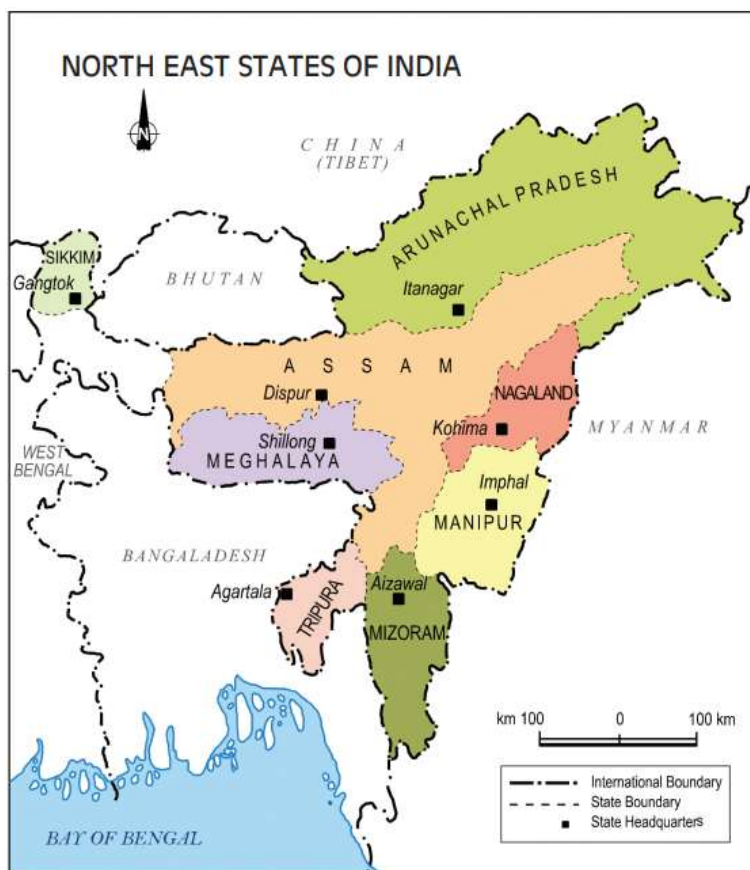 NORTH EAST STATES OF INDIA
N
CHINA
(TIBET)
ARUNACHAL PRADESH
SIKKIM
Gangtok
BHUTAN
Itanagar
ASSAM
Dispur
NAGALAND
Kohima
MYANMAR
Shillong
MEGHALAYA
WEST
BENGAL
Imphal
MANIPUR
BANGALADESH
Agartala
TRIPURA
Aizawal
MIZORAM
km 100 0 100 km
International Boundary
State Boundary
State Headquarters
BAY OF BENGAL